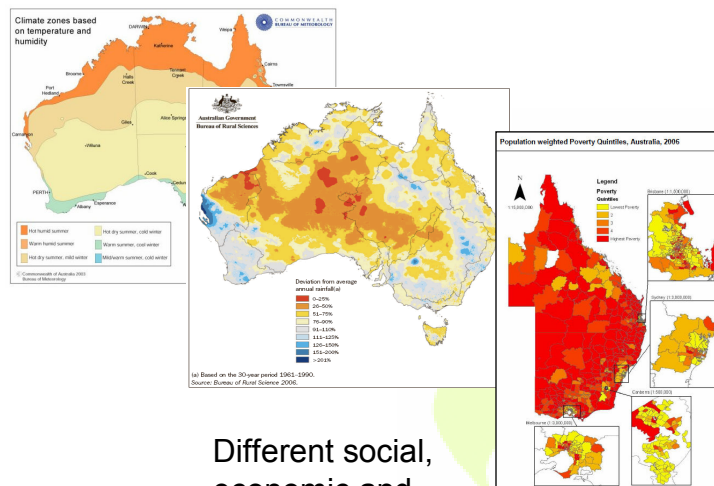 Climate zones based
on temperature and
humidity
COMMONWEALTH
BUREAU OF METEOROLOGY
DARWIN
Weipa
Katherine
Cairns
Broome
Halls
Creek
Tennant
Creek
Townsville
Port
Hedland
Giles
Alice Springs
Carnarvon
Wiluna
Cook
PERTH
Esperance
Albany
Hot humid summer
Warm humid summer
Hot dry summer, mild winter
Hot dry summer, cold winter
Warm summer, cool winter
Mild/warm summer, cold winter
© Commonwealth of Australia 2003
Bureau of Meteorology
Australian Government
Bureau of Rural Sciences
Deviation from average
annual rainfall(a)
0–25%
26–50%
51–75%
76–90%
91–110%
111–125%
126–150%
151–200%
>201%
(a) Based on the 30-year period 1961–1990.
Source: Bureau of Rural Science 2006.
Population weighted Poverty Quintiles, Australia, 2006
N
Legend
Poverty
Quintiles
Lowest Poverty
2
3
4
Highest Poverty
Brisbane (1:1,000,000)
Sydney
Canberra
Melbourne
Different social,
economic and